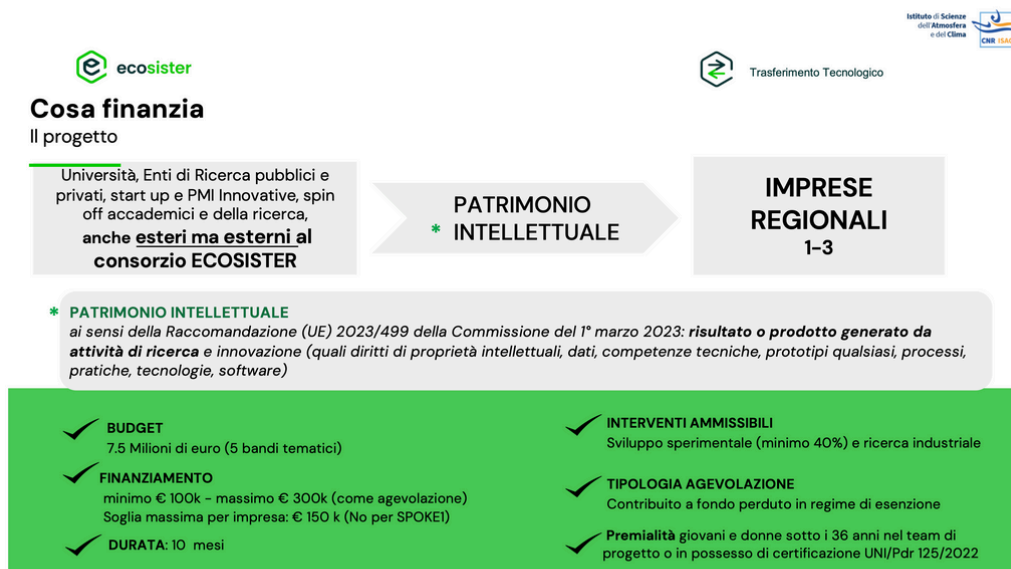 Istituto di Scienze
dell'Atmosfera
e del Clima
CNR ISAC
ecosister
Trasferimento Tecnologico
Cosa finanzia
Il progetto
Università, Enti di Ricerca pubblici e
privati, start up e PMI Innovative, spin
off accademici e della ricerca,
anche esteri ma esterni al
consorzio ECOSISTER
PATRIMONIO
* INTELLETTUALE
IMPRESE
REGIONALI
1-3
* PATRIMONIO INTELLETTUALE
ai sensi della Raccomandazione (UE) 2023/499 della Commissione del 1° marzo 2023: risultato o prodotto generato da
attività di ricerca e innovazione (quali diritti di proprietà intellettuali, dati, competenze tecniche, prototipi qualsiasi, processi,
pratiche, tecnologie, software)
BUDGET
7.5 Milioni di euro (5 bandi tematici)
FINANZIAMENTO
minimo € 100k - massimo € 300k (come agevolazione)
Soglia massima per impresa: € 150 k (No per SPOKE1)
DURATA: 10 mesi
INTERVENTI AMMISSIBILI
Sviluppo sperimentale (minimo 40%) e ricerca industriale
TIPOLOGIA AGEVOLAZIONE
Contribuito a fondo perduto in regime di esenzione
Premialità giovani e donne sotto i 36 anni nel team di
progetto o in possesso di certificazione UNI/Pdr 125/2022